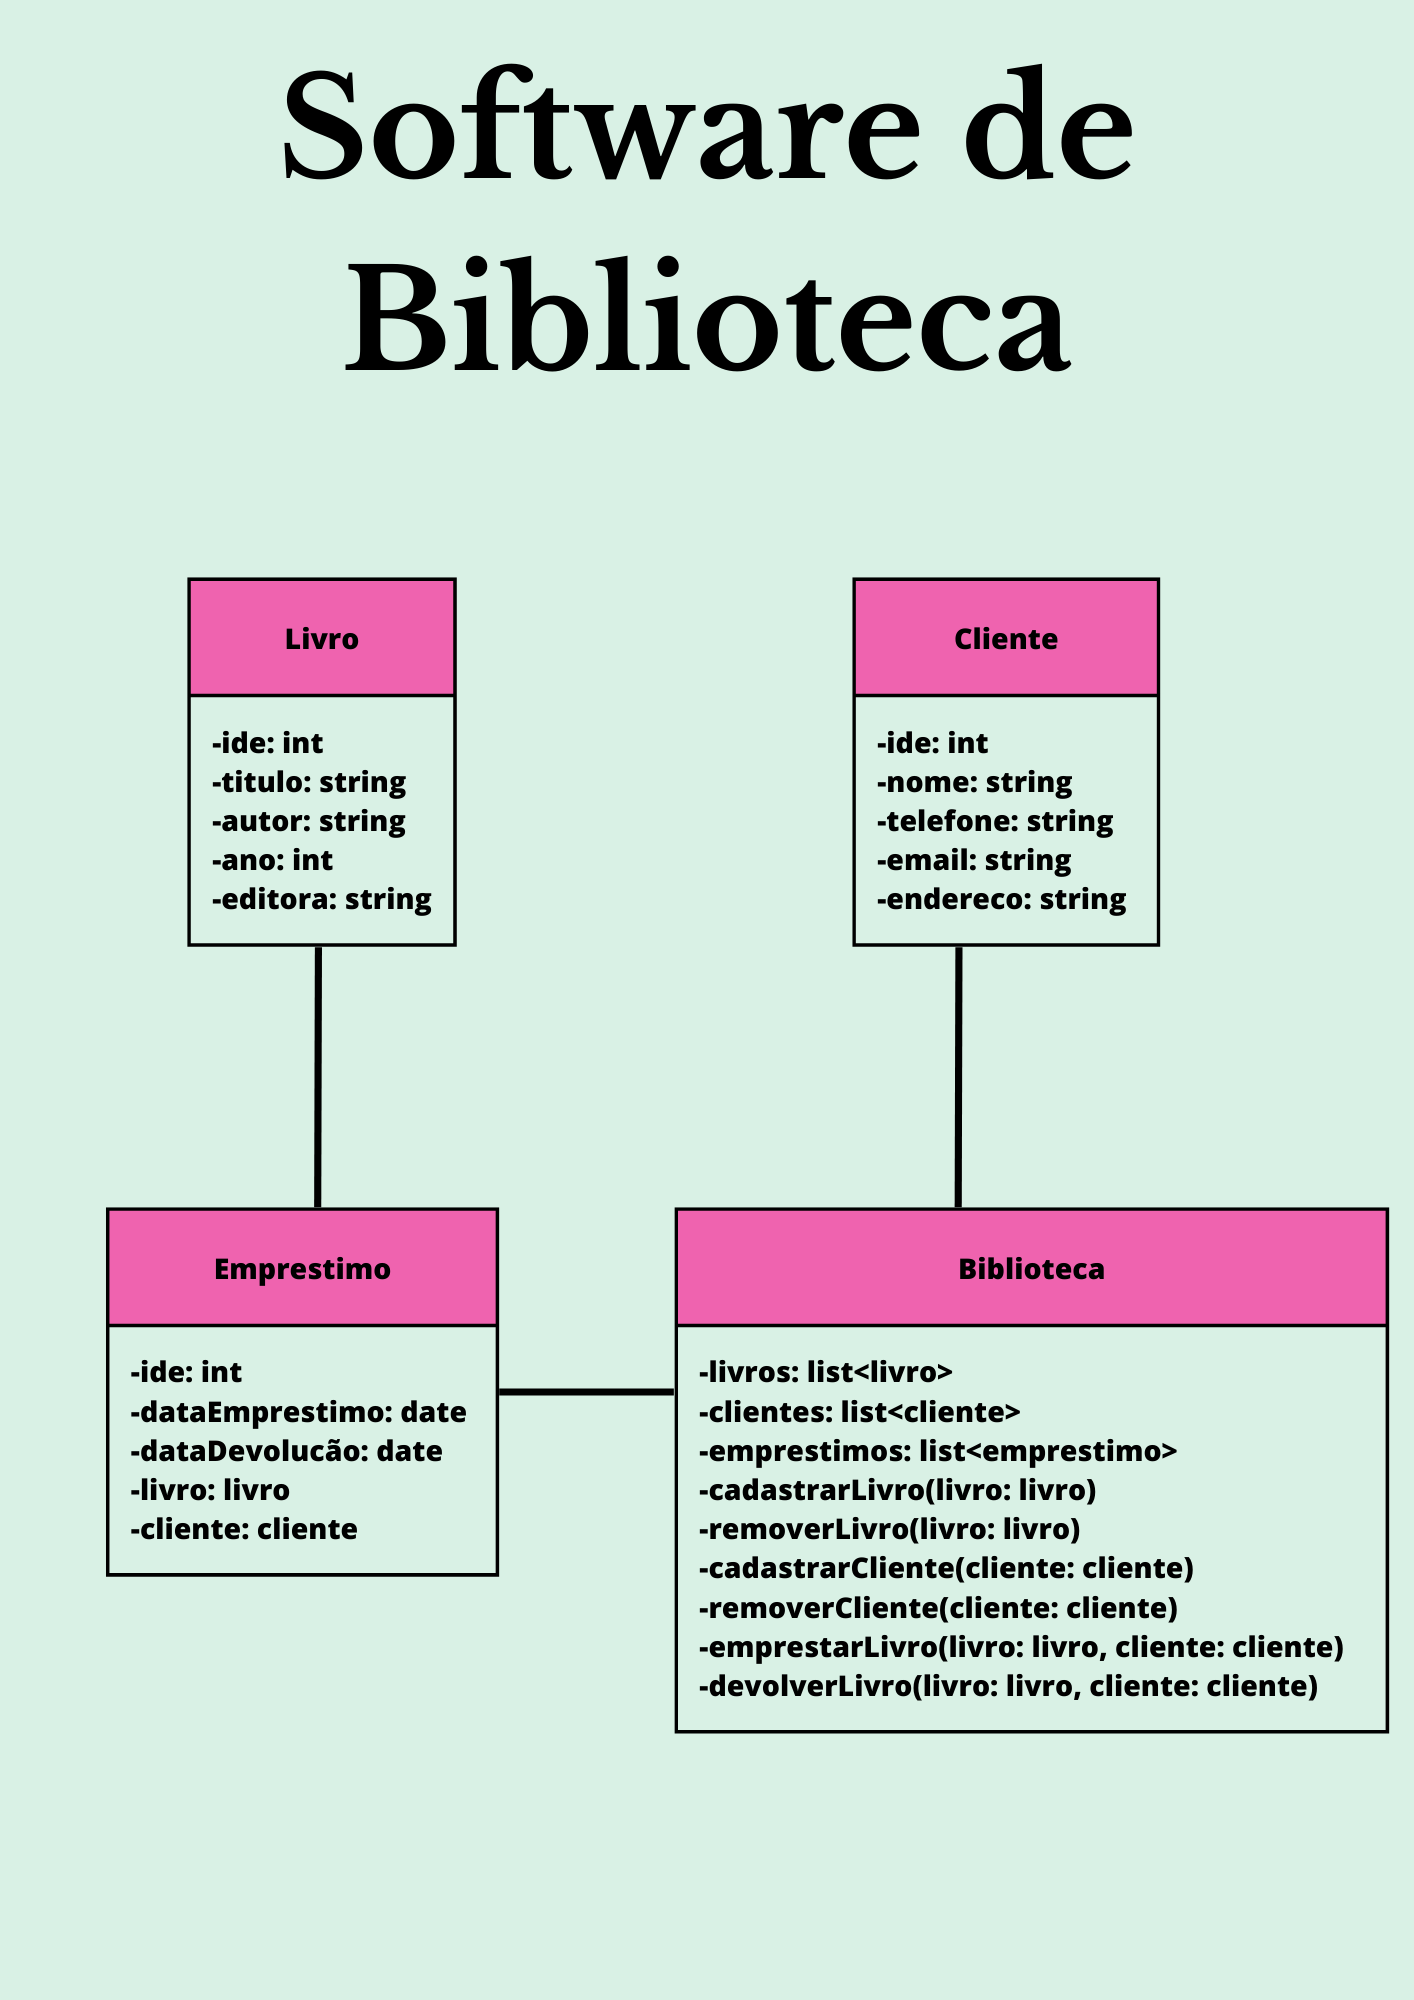 Software de
Biblioteca
Livro
-ide: int
-titulo: string
-autor: string
-ano: int
-editora: string
Cliente
-ide: int
-nome: string
-telefone: string
-email: string
-endereco: string
Emprestimo
-ide: int
-dataEmprestimo: date
-dataDevolucão: date
-livro: livro
-cliente: cliente
Biblioteca
-livros: list<livro>
-clientes: list<cliente>
-emprestimos: list<emprestimo>
-cadastrarLivro(livro: livro)
-removerLivro(livro: livro)
-cadastrarCliente(cliente: cliente)
-removerCliente(cliente: cliente)
-emprestarLivro(livro: livro, cliente: cliente)
-devolverLivro(livro: livro, cliente: cliente)